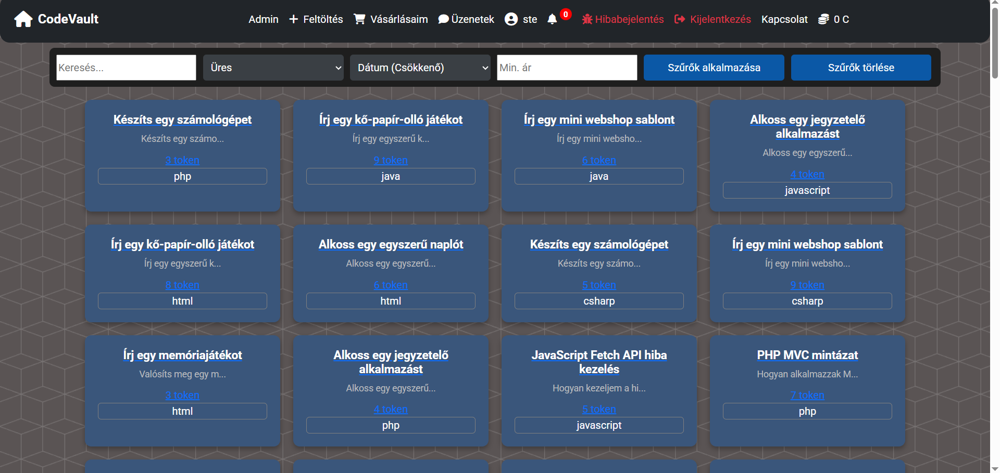 CodeVault
Admin
Feltöltés
Vásárlásaim
Üzenetek
ste
0
Hibabejelentés
Kijelentkezés
Kapcsolat
0 C
Keresés...
Üres
Dátum (Csökkenő)
Min. ár
Szűrők alkalmazása
Szűrők törlése
Készíts egy számológépet
Készíts egy számo...
3 token
php
Írj egy kő-papír-olló játékot
Írj egy egyszerű k...
9 token
java
Írj egy mini webshop sablont
Írj egy mini websho...
6 token
java
Alkoss egy jegyzetelő
alkalmazást
Alkoss egy egyszerű...
4 token
javascript
Írj egy kő-papír-olló játékot
Írj egy egyszerű k...
8 token
html
Alkoss egy egyszerű naplót
Alkoss egy egyszerű...
6 token
html
Készíts egy számológépet
Készíts egy számo...
5 token
csharp
Írj egy mini webshop sablont
Írj egy mini websho...
9 token
csharp
Írj egy memóriajátékot
Valósíts meg egy m...
3 token
html
Alkoss egy jegyzetelő
alkalmazást
Alkoss egy egyszerű...
4 token
php
JavaScript Fetch API hiba
kezelés
Hogyan kezeljem a hi...
5 token
javascript
PHP MVC mintázat
Hogyan alkalmazzak M...
7 token
php